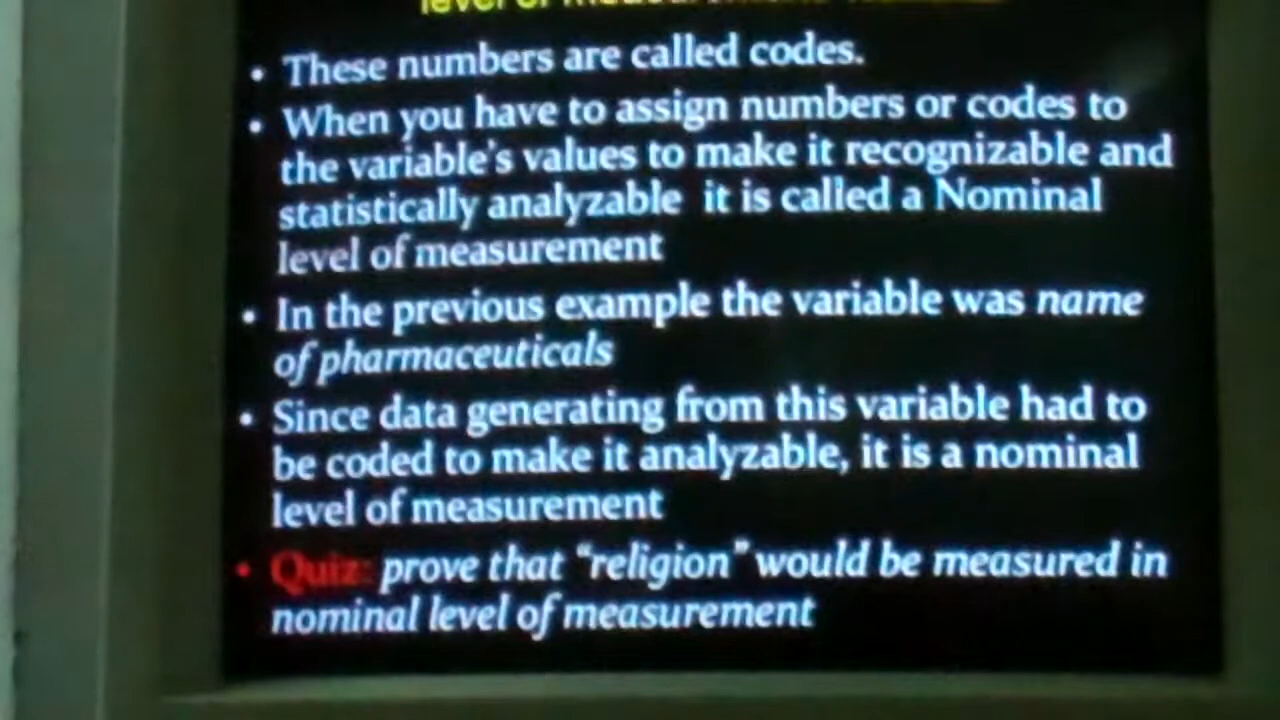 level of
• These numbers are called codes.
• When you have to assign numbers or codes to
the variable's values to make it recognizable and
statistically analyzable it is called a Nominal
level of measurement
• In the previous example the variable was name
of pharmaceuticals
• Since data generating from this variable had to
be coded to make it analyzable, it is a nominal
level of measurement
• Quiz: prove that “religion” would be measured in
nominal level of measurement